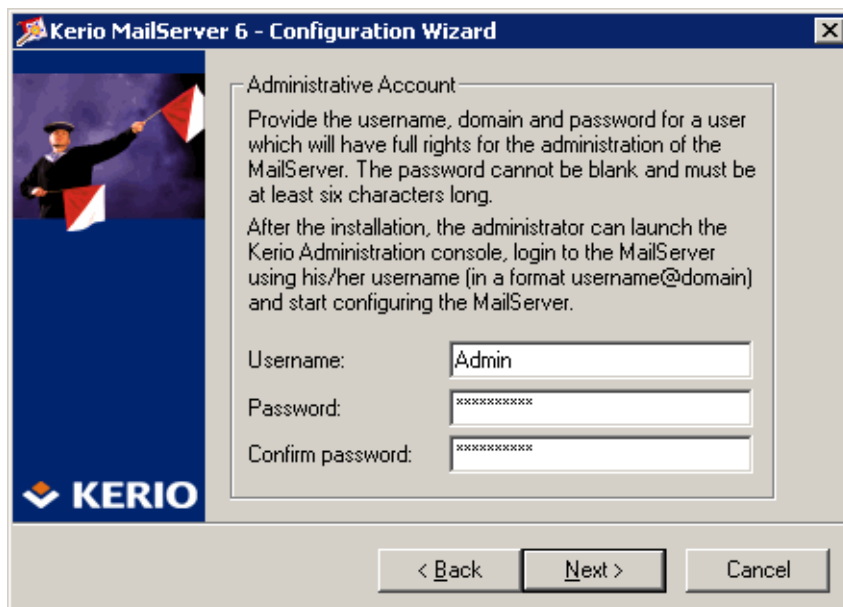 Kerio MailServer 6 - Configuration Wizard
Administrative Account
Provide the username, domain and password for a user
which will have full rights for the administration of the
MailServer. The password cannot be blank and must be
at least six characters long.
After the installation, the administrator can launch the
Kerio Administration console, login to the MailServer
using his/her username (in a format username@domain)
and start configuring the MailServer.
Username: Admin
Password: **********
Confirm password: **********
KERIO
< Back Next > Cancel